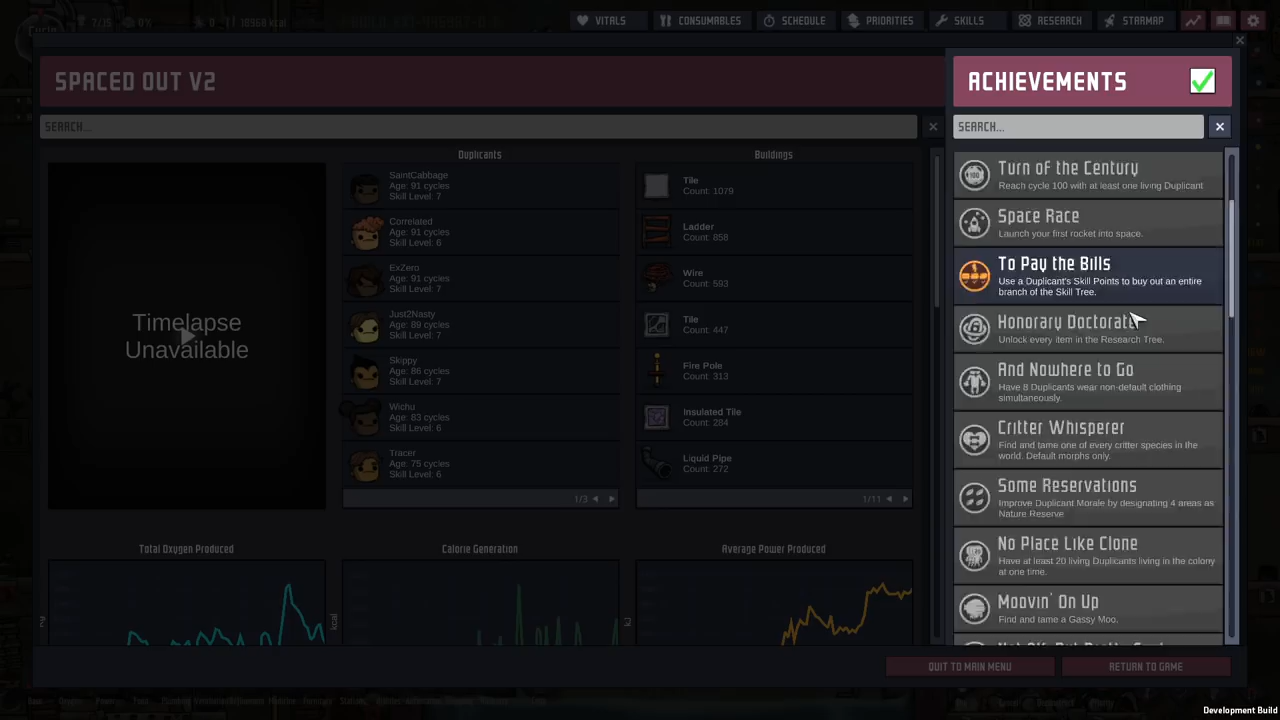 VITALS
CONSUMABLES
SCHEDULE
PRIORITIES
SKILLS
RESEARCH
STARMAP
SPACED OUT V2
SEARCH...
Timelapse
Unavailable
Duplicants
SaintCabbage
Age: 91 cycles
Skill Level: 7
Correlated
Age: 91 cycles
Skill Level: 6
ExZero
Age: 91 cycles
Skill Level: 7
Just2Nasty
Age: 89 cycles
Skill Level: 7
Skippy
Age: 86 cycles
Skill Level: 7
Wichu
Age: 83 cycles
Skill Level: 6
Tracer
Age: 75 cycles
Skill Level: 6
1/3
Buildings
Tile
Count: 1079
Ladder
Count: 858
Wire
Count: 593
Tile
Count: 447
Fire Pole
Count: 313
Insulated Tile
Count: 284
Liquid Pipe
Count: 272
1/11
Total Oxygen Produced
Calorie Generation
kcal
Average Power Produced
ACHIEVEMENTS
SEARCH...
Turn of the Century
Reach cycle 100 with at least one living Duplicant
Space Race
Launch your first rocket into space.
To Pay the Bills
Use a Duplicant's Skill Points to buy out an entire
branch of the Skill Tree.
Honorary Doctorate
Unlock every item in the Research Tree.
And Nowhere to Go
Have 8 Duplicants wear non-default clothing
simultaneously.
Critter Whisperer
Find and tame one of every critter species in the
world. Default morphs only.
Some Reservations
Improve Duplicant Morale by designating 4 areas as
Nature Reserve
No Place Like Clone
Have at least 20 living Duplicants living in the colony
at one time.
Moovin' On Up
Find and tame a Gassy Moo.
QUIT TO MAIN MENU
RETURN TO GAME
Development Build